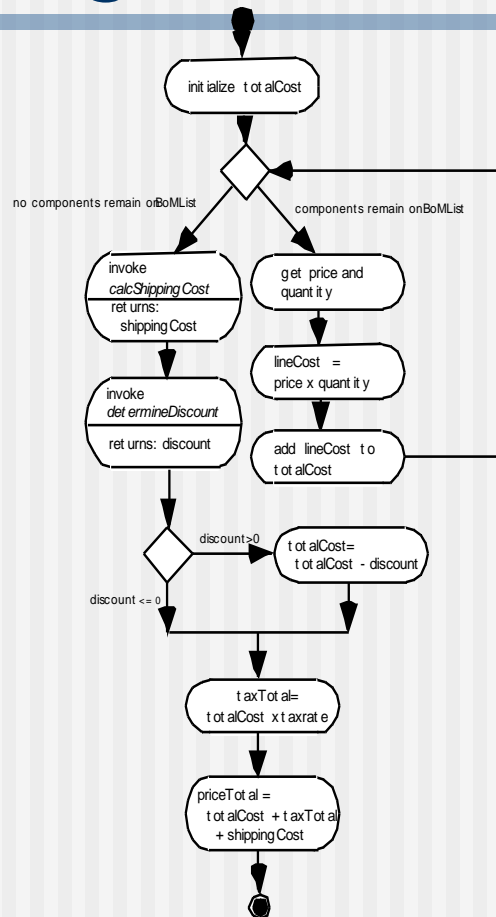 initialize totalCost
no components remain onBoMList
components remain onBoMList
invoke
calcShippingCost
returns:
shippingCost
get price and
quantity
invoke
determineDiscount
returns: discount
lineCost =
price x quantity
add lineCost to
totalCost
discount>0
totalCost=
totalCost - discount
discount <= 0
taxTotal=
totalCost x taxrate
priceTotal =
totalCost + taxTotal
+ shippingCost